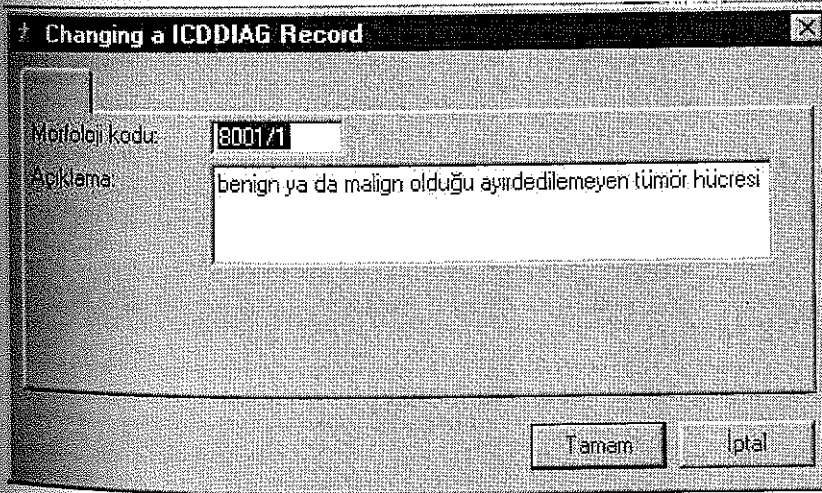 Changing a ICDDIAG Record
Morfoloji kodu: 8001/1
Açıklama: benign ya da malign olduğu ayırdedilemeyen tümör hücresi
Tamam İptal